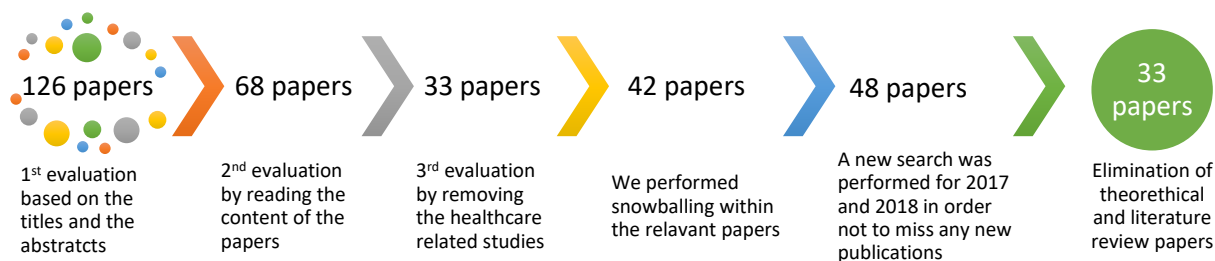 126 papers
1st evaluation
based on the
titles and the
abstratcts
68 papers
2nd evaluation
by reading the
content of the
papers
33 papers
3rd evaluation
by removing
the healthcare
related studies
42 papers
We performed
snowballing within
the relavant papers
48 papers
A new search was
performed for 2017
and 2018 in order
not to miss any new
publications
33
papers
Elimination of
theorethical
and literature
review papers